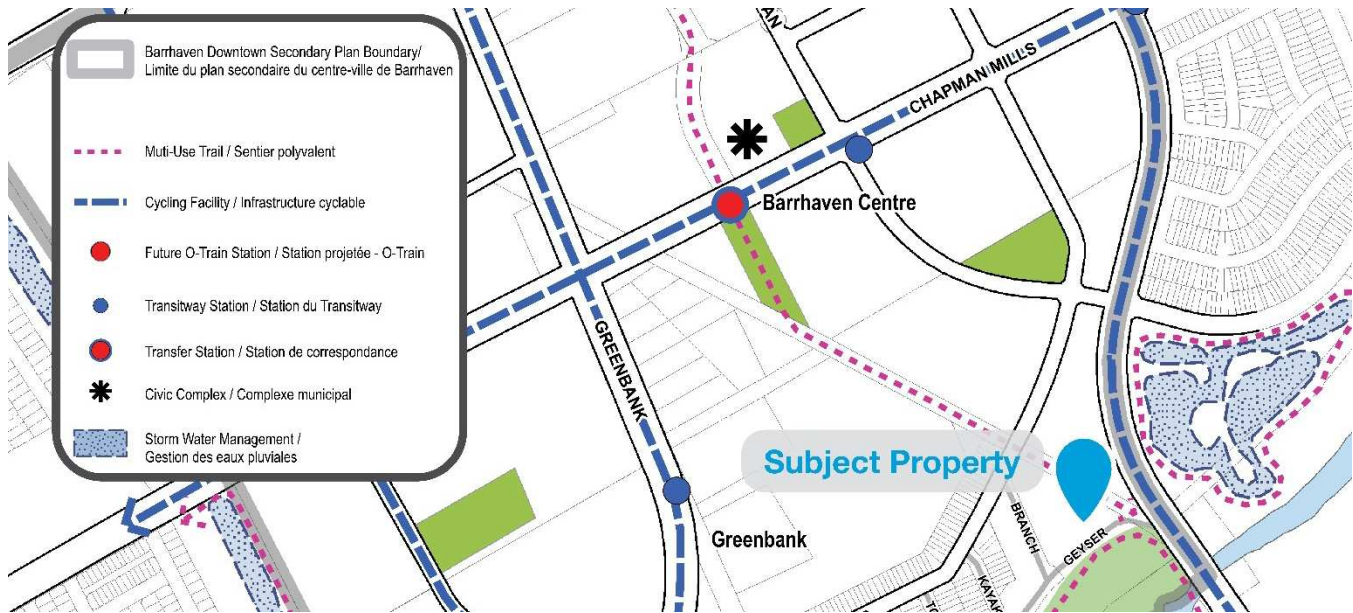 Barrhaven Downtown Secondary Plan Boundary/
Limite du plan secondaire du centre-ville de Barrhaven
Muti-Use Trail / Sentier polyvalent
Cycling Facility / Infrastructure cyclable
Future O-Train Station / Station projetée - O-Train
Transitway Station / Station du Transitway
Transfer Station / Station de correspondance
Civic Complex / Complexe municipal
Storm Water Management /
Gestion des eaux pluviales
CHAPMAN MILLS
Barrhaven Centre
GREENBANK
Subject Property
Greenbank
BRANCH
GEYSER
KAYAK